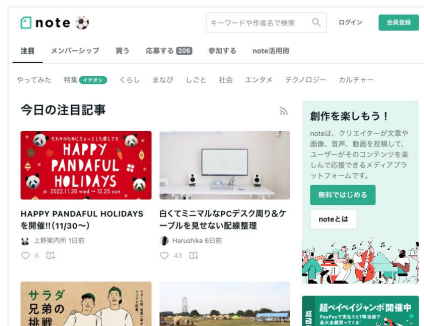 note
キーワードや作者名で検索
ログイン
会員登録
注目 メンバーシップ 買う 応募する 206 参加する note活用術
やってみた 特集 イチオシ くらし まなび しごと 社会 エンタメ テクノロジー カルチャー
今日の注目記事
HAPPY
PANDAFUL
HOLIDAYS
2022.11.30 wed - 12.25 sun
HAPPY PANDAFUL HOLIDAYS
を開催!!(11/30〜)
上野案内所 1日前
6
白くてミニマルなPCデスク周り&ケ
ーブルを見せない配線整理
Harushika 6日前
43
サラダ
兄弟の
挑戦
創作を楽しもう!
noteは、クリエイターが文章や
画像、音声、動画を投稿して、
ユーザーがそのコンテンツを楽
しんで応援できるメディアプラ
ットフォームです。
無料ではじめる
noteとは
超ペイペイジャンボ開催中